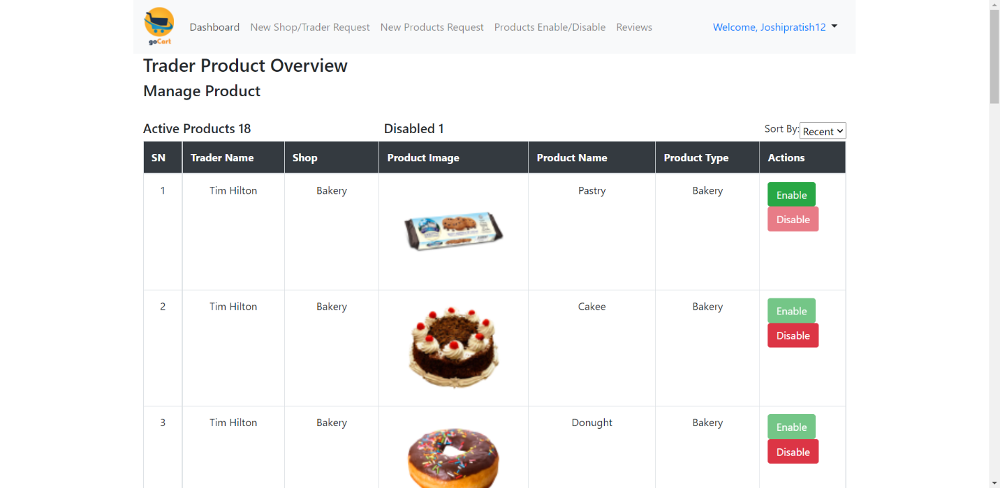 goCart
Dashboard New Shop/Trader Request New Products Request Products Enable/Disable Reviews Welcome, Joshipratish12
Trader Product Overview
Manage Product
Active Products 18 Disabled 1 Sort By: Recent
SN Trader Name Shop Product Image Product Name Product Type Actions
1 Tim Hilton Bakery Pastry Bakery Enable
Disable
2 Tim Hilton Bakery Cakee Bakery Enable
Disable
3 Tim Hilton Bakery Donught Bakery Enable
Disable